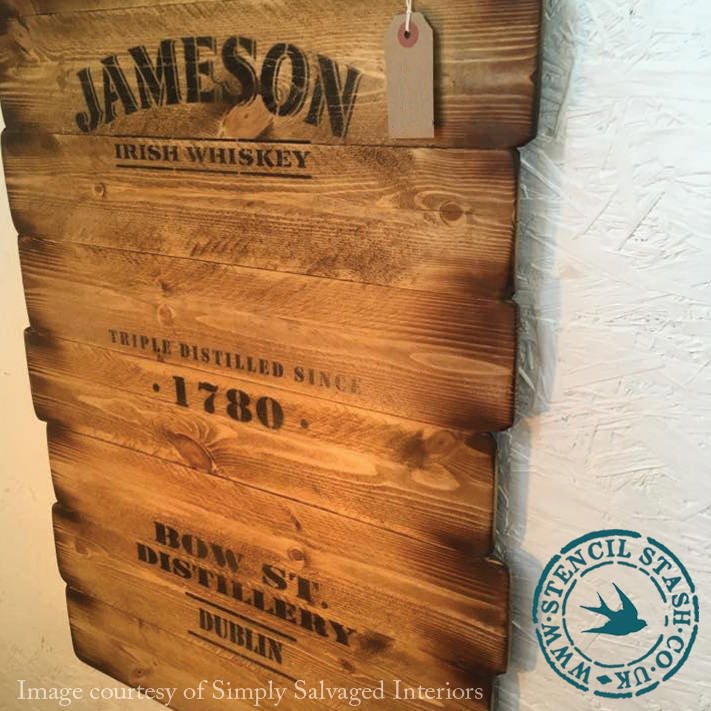 JAMESON
IRISH WHISKEY
TRIPLE DISTILLED SINCE
· 1780 ·
BOW ST.
DISTILLERY
DUBLIN
WWW·STENCIL STASH·CO·UK
Image courtesy of Simply Salvaged Interiors